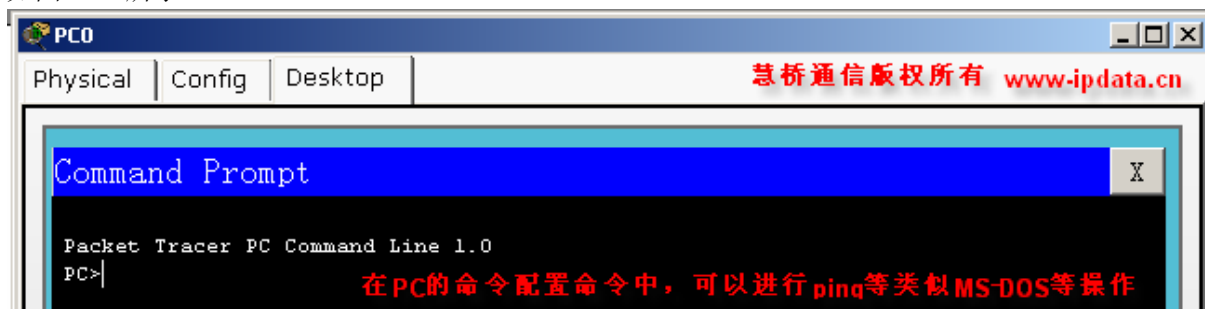 PC0
Physical Config Desktop
慧桥通信版权所有 www-ipdata.cn
Command Prompt X
Packet Tracer PC Command Line 1.0
PC>
在PC的命令配置命令中，可以进行ping等类似MS-DOS等操作